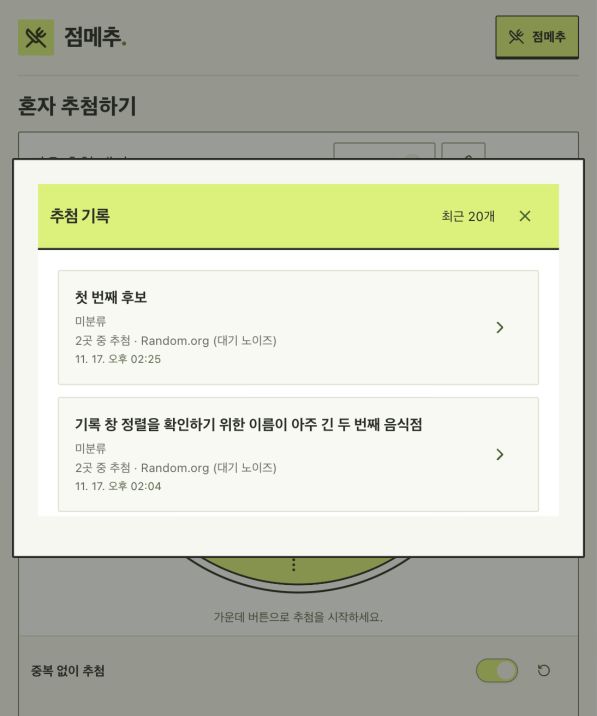 점메추.
점메추
혼자 추첨하기
추첨 기록
최근 20개
첫 번째 후보
미분류
2곳 중 추첨 · Random.org (대기 노이즈)
11. 17. 오후 02:25
기록 창 정렬을 확인하기 위한 이름이 아주 긴 두 번째 음식점
미분류
2곳 중 추첨 · Random.org (대기 노이즈)
11. 17. 오후 02:04
가운데 버튼으로 추첨을 시작하세요.
중복 없이 추첨